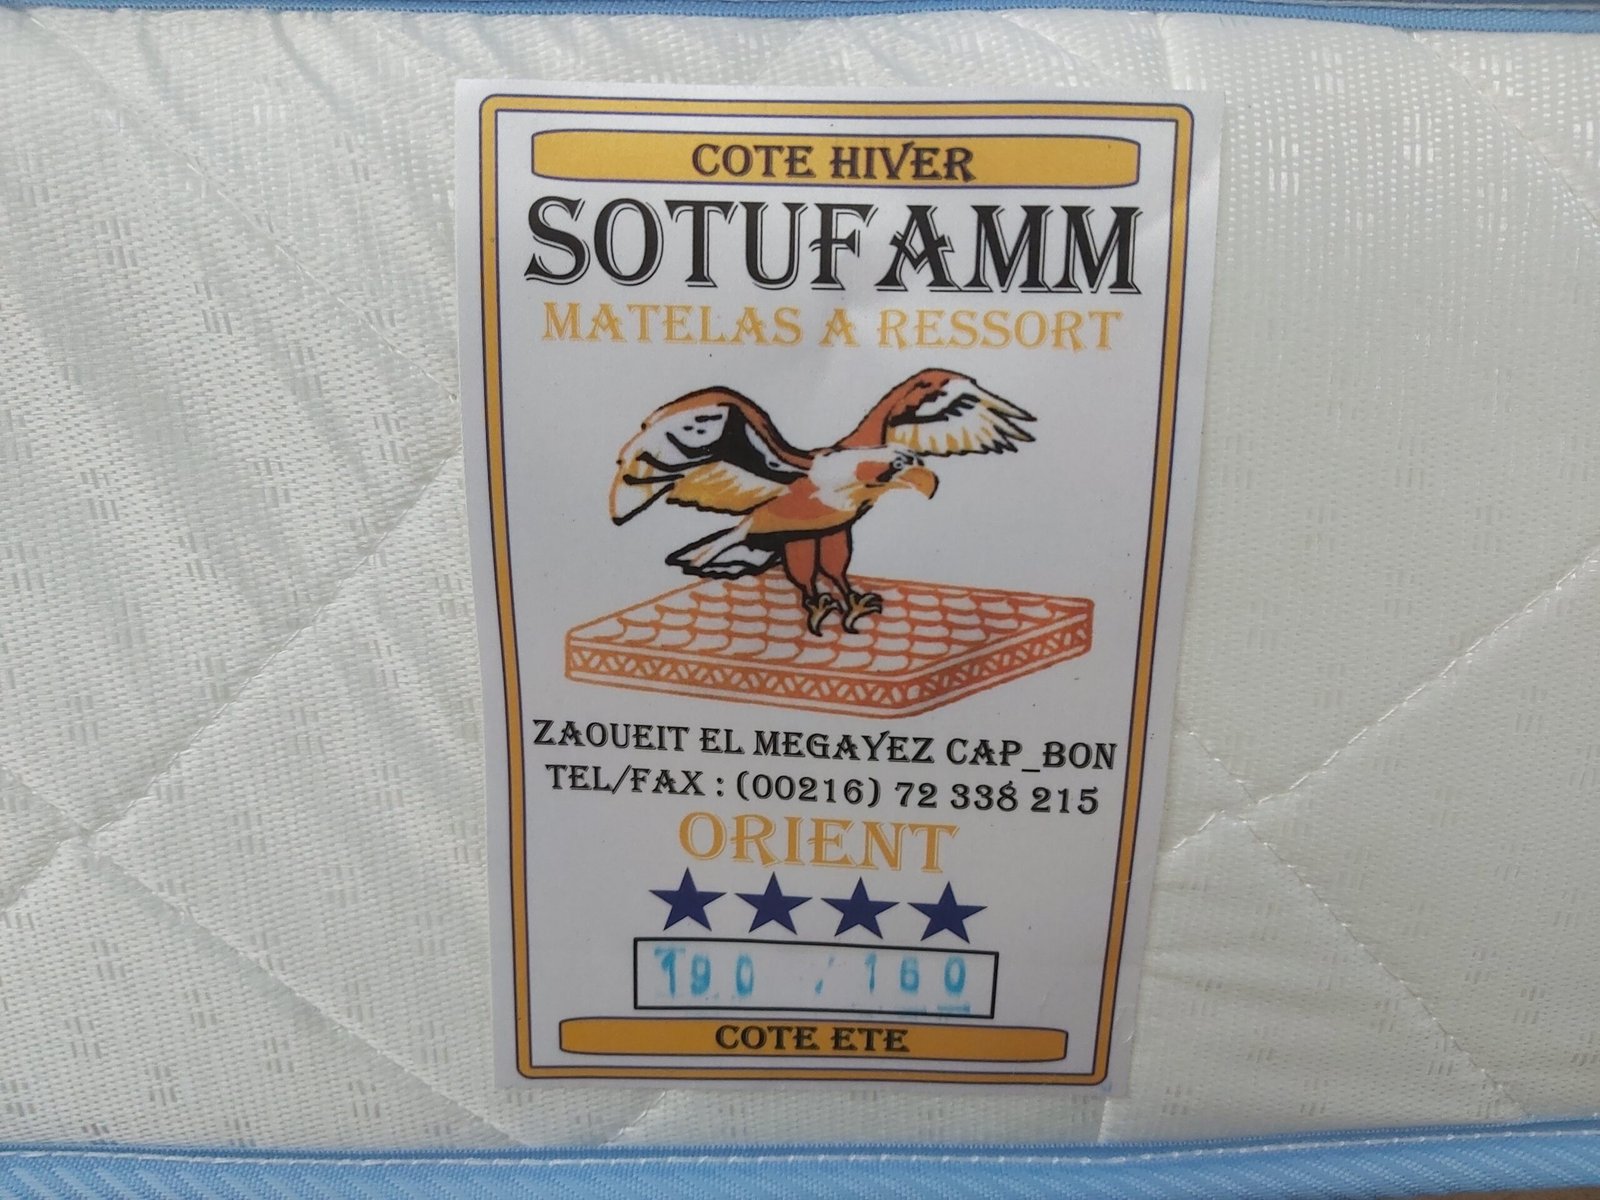 COTE HIVER
SOTUFAMM
MATELAS A RESSORT
ZAOUEIT EL MEGAYEZ CAP_BON
TEL/FAX : (00216) 72 338 215
ORIENT
190 / 160
COTE ETE